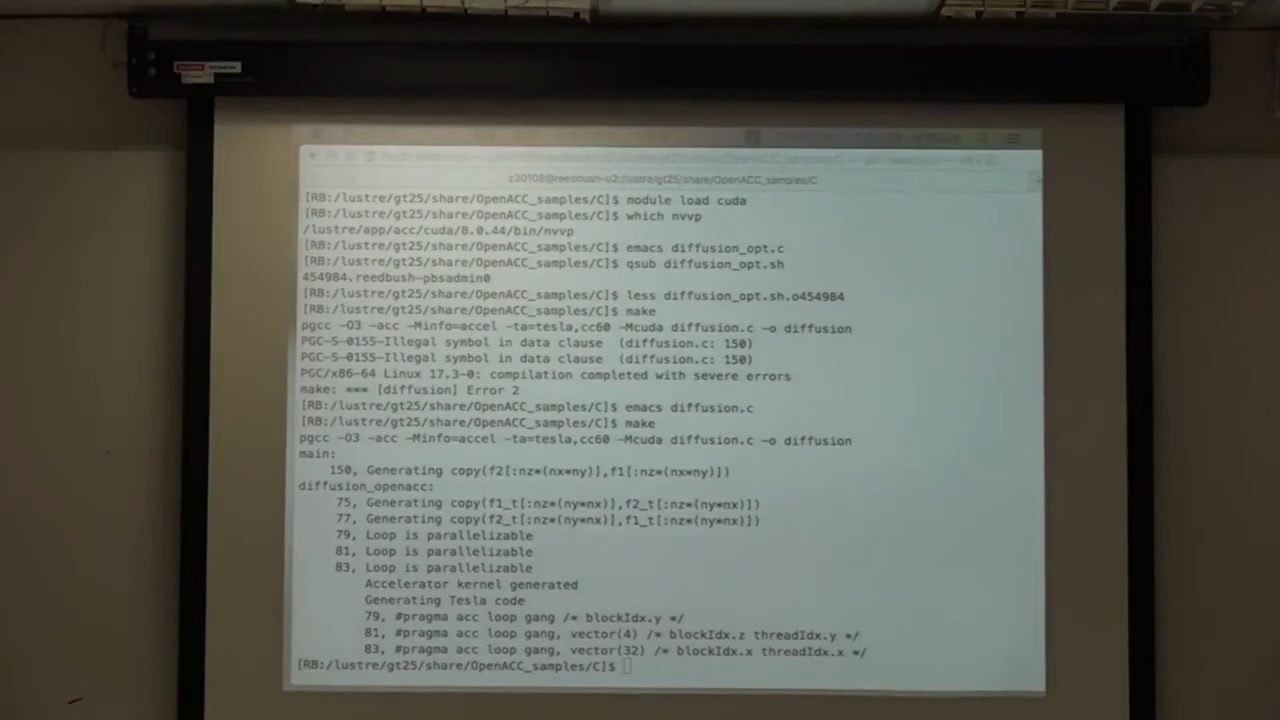 z30108@reedbush-u2:/lustre/gt25/share/OpenACC_samples/C
[RB:/lustre/gt25/share/OpenACC_samples/C]$ module load cuda
[RB:/lustre/gt25/share/OpenACC_samples/C]$ which nvvp
/lustre/app/acc/cuda/8.0.44/bin/nvvp
[RB:/lustre/gt25/share/OpenACC_samples/C]$ emacs diffusion_opt.c
[RB:/lustre/gt25/share/OpenACC_samples/C]$ qsub diffusion_opt.sh
454984.reedbush-pbsadmin0
[RB:/lustre/gt25/share/OpenACC_samples/C]$ less diffusion_opt.sh.o454984
[RB:/lustre/gt25/share/OpenACC_samples/C]$ make
pgcc -O3 -acc -Minfo=accel -ta=tesla,cc60 -Mcuda diffusion.c -o diffusion
PGC-S-0155-Illegal symbol in data clause  (diffusion.c: 150)
PGC-S-0155-Illegal symbol in data clause  (diffusion.c: 150)
PGC/x86-64 Linux 17.3-0: compilation completed with severe errors
make: *** [diffusion] Error 2
[RB:/lustre/gt25/share/OpenACC_samples/C]$ emacs diffusion.c
[RB:/lustre/gt25/share/OpenACC_samples/C]$ make
pgcc -O3 -acc -Minfo=accel -ta=tesla,cc60 -Mcuda diffusion.c -o diffusion
main:
150, Generating copy(f2[:nz*(nx*ny)],f1[:nz*(nx*ny)])
diffusion_openacc:
75, Generating copy(f1_t[:nz*(ny*nx)],f2_t[:nz*(ny*nx)])
77, Generating copy(f2_t[:nz*(ny*nx)],f1_t[:nz*(ny*nx)])
79, Loop is parallelizable
81, Loop is parallelizable
83, Loop is parallelizable
Accelerator kernel generated
Generating Tesla code
79, #pragma acc loop gang /* blockIdx.y */
81, #pragma acc loop gang, vector(4) /* blockIdx.z threadIdx.y */
83, #pragma acc loop gang, vector(32) /* blockIdx.x threadIdx.x */
[RB:/lustre/gt25/share/OpenACC_samples/C]$